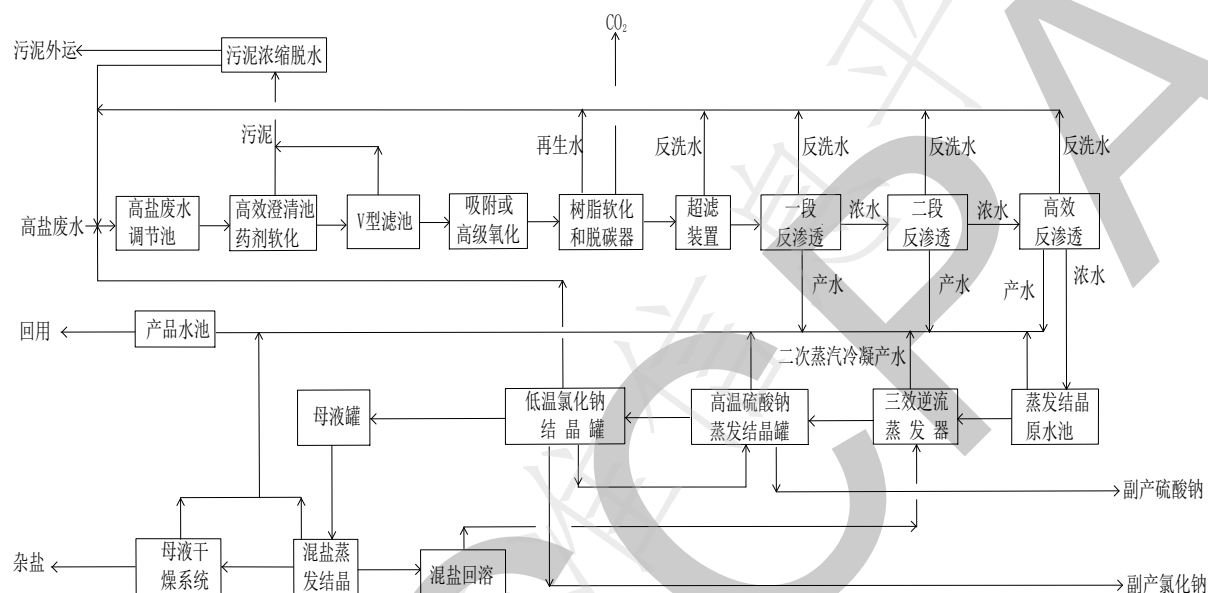 CO₂
污泥外运
污泥浓缩脱水
污泥
再生水
反洗水
反洗水
反洗水
反洗水
高盐废水
高盐废水
调节池
高效澄清池
药剂软化
V型滤池
吸附或
高级氧化
树脂软化
和脱碳器
超滤
装置
一段
反渗透
浓水
二段
反渗透
浓水
高效
反渗透
产水
产水
产水
浓水
回用
产品水池
二次蒸汽冷凝产水
母液罐
低温氯化钠
结晶罐
高温硫酸钠
蒸发结晶罐
三效逆流
蒸发器
蒸发结晶
原水池
副产硫酸钠
杂盐
母液干
燥系统
混盐蒸
发结晶
混盐回溶
副产氯化钠
CCPA